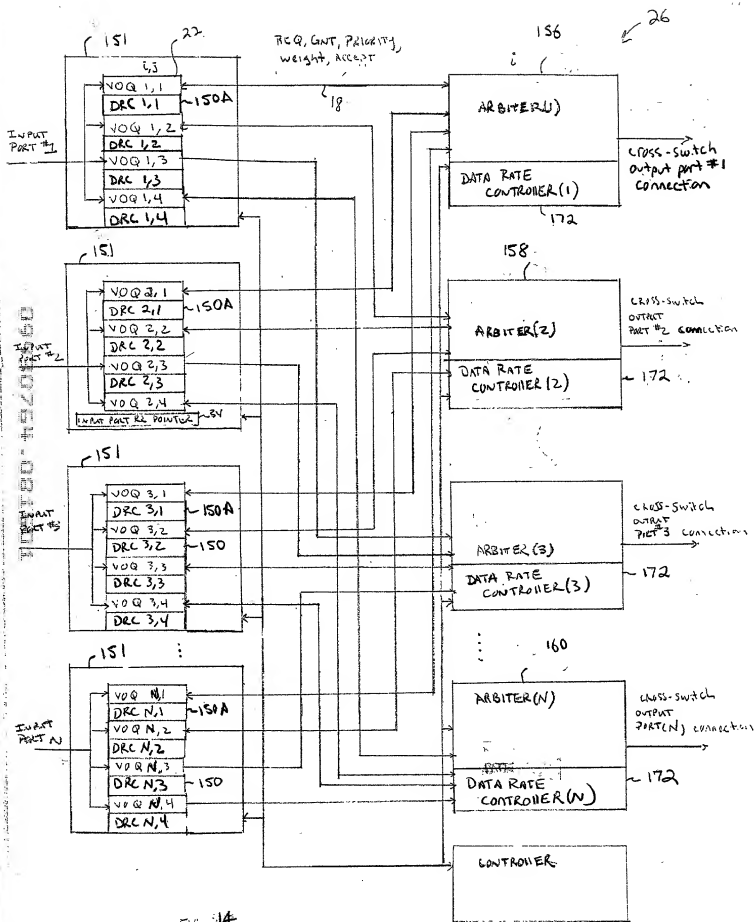 151
22
REQ, GNT, PRIORITY,
Weight, ACCEPT
18
156
26
i,j
i
INPUT
PORT #1
VOQ 1,1
DRC 1,1
150A
VOQ 1,2
DRC 1,2
VOQ 1,3
DRC 1,3
VOQ 1,4
DRC 1,4
ARBITER(1)
DATA RATE
CONTROLLER(1)
172
cross-switch
output port #1
connection
151
VOQ 2,1
DRC 2,1
150A
VOQ 2,2
DRC 2,2
VOQ 2,3
DRC 2,3
VOQ 2,4
INPUT PORT RR POINTER
34
158
ARBITER(2)
DATA RATE
CONTROLLER(2)
172
CROSS-SWITCH
OUTPUT
PORT #2 connection
151
INPUT
VOQ 3,1
DRC 3,1
150A
VOQ 3,2
DRC 3,2
150
VOQ 3,3
DRC 3,3
VOQ 3,4
DRC 3,4
ARBITER(3)
DATA RATE
CONTROLLER(3)
172
CROSS-Switch
OUTPUT
PORT #3 connection
151
INPUT
PORT N
VOQ N,1
DRC N,1
150A
VOQ N,2
DRC N,2
VOQ N,3
DRC N,3
150
VOQ N,4
DRC N,4
160
ARBITER(N)
DATA RATE
CONTROLLER(N)
172
CROSS-switch
OUTPUT
PORT(N) connection
CONTROLLER
14